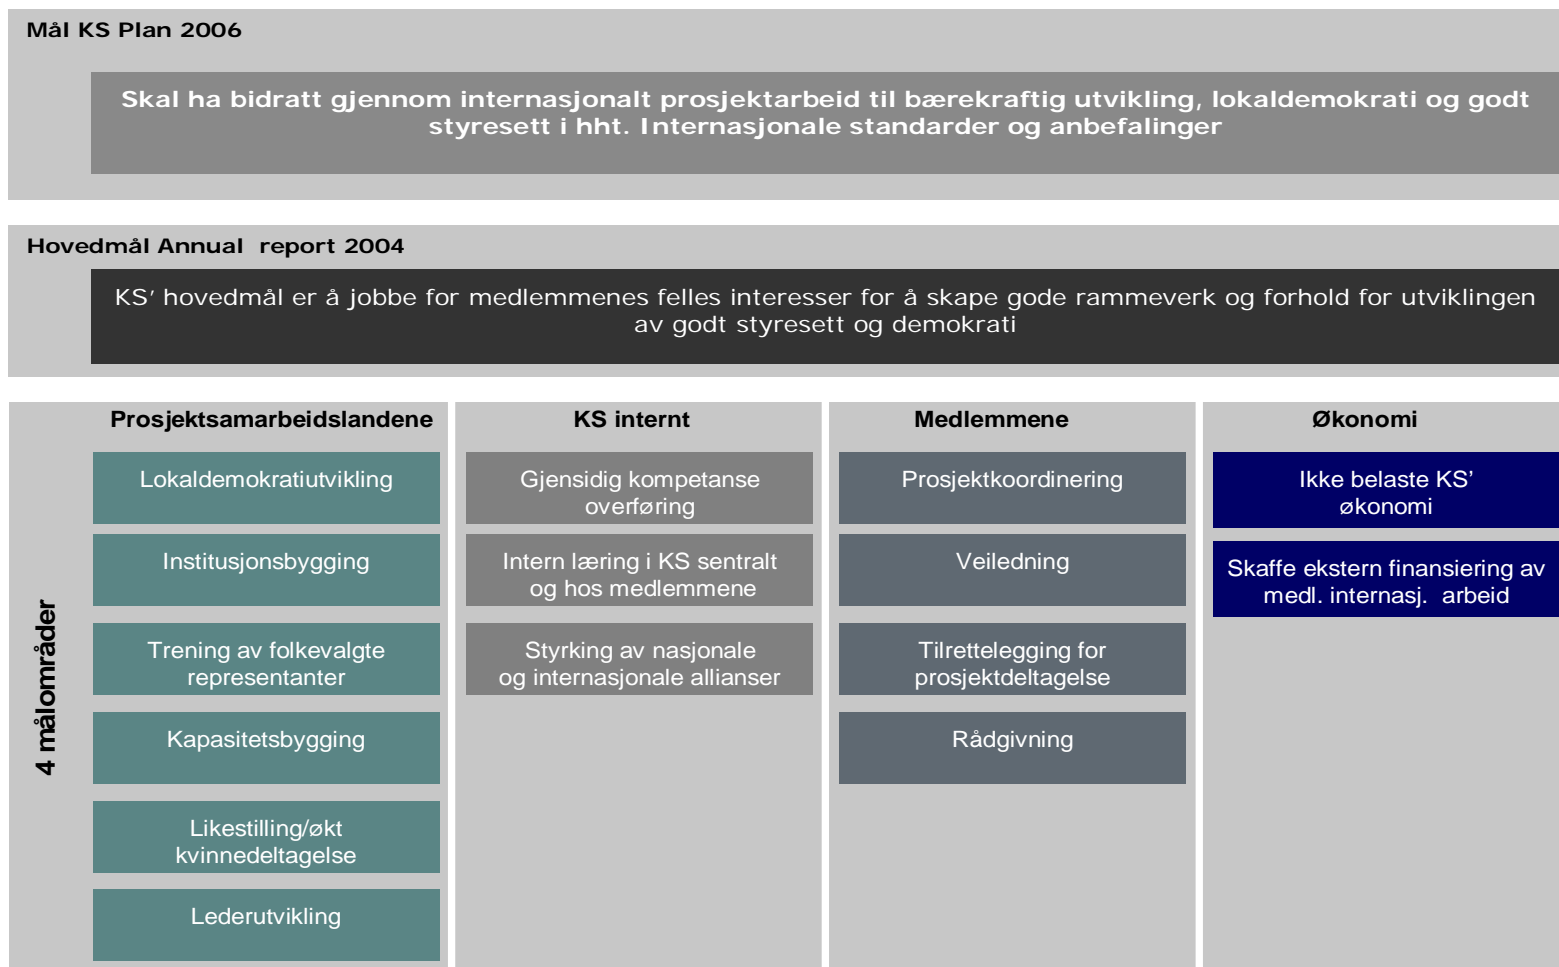 Mål KS Plan 2006
Skal ha bidratt gjennom internasjonalt prosjektarbeid til bærekraftig utvikling, lokaldemokrati og godt
styresett i hht. Internasjonale standarder og anbefalinger
Hovedmål Annual  report 2004
KS’ hovedmål er å jobbe for medlemmenes felles interesser for å skape gode rammeverk og forhold for utviklingen
av godt styresett og demokrati
4 målområder
Prosjektsamarbeidslandene
Lokaldemokratiutvikling
Institusjonsbygging
Trening av folkevalgte
representanter
Kapasitetsbygging
Likestilling/økt
kvinnedeltagelse
Lederutvikling
KS internt
Gjensidig kompetanse
overføring
Intern læring i KS sentralt
og hos medlemmene
Styrking av nasjonale
og internasjonale allianser
Medlemmene
Prosjektkoordinering
Veiledning
Tilrettelegging for
prosjektdeltagelse
Rådgivning
Økonomi
Ikke belaste KS’
økonomi
Skaffe ekstern finansiering av
medl. internasj.  arbeid